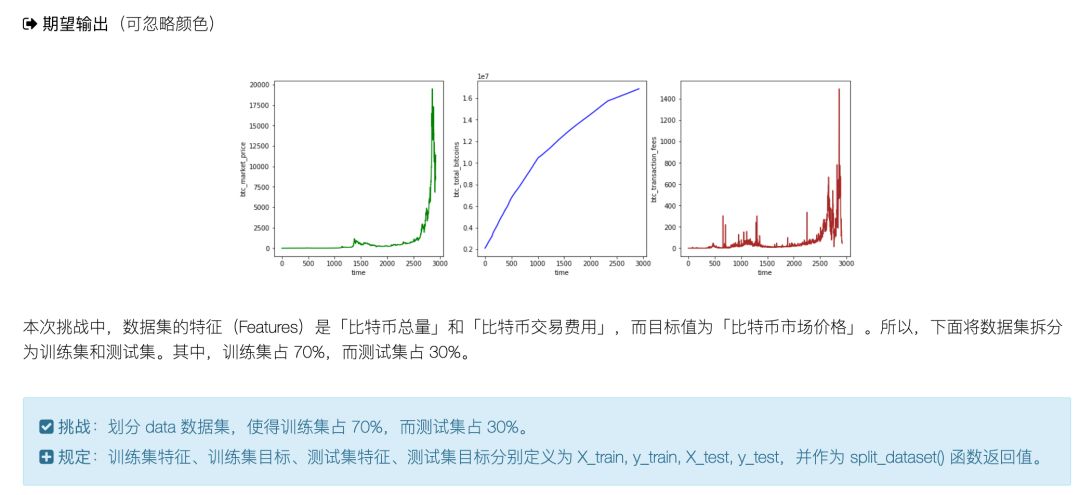 期望输出（可忽略颜色）
1e7
20000
17500
15000
12500
10000
7500
5000
2500
0
btc_market_price
0 500 1000 1500 2000 2500 3000
time
1.6
1.4
1.2
1.0
0.8
0.6
0.4
0.2
btc_total_bitcoins
0 500 1000 1500 2000 2500 3000
time
1400
1200
1000
800
600
400
200
0
btc_transaction_fees
0 500 1000 1500 2000 2500 3000
time
本次挑战中，数据集的特征（Features）是「比特币总量」和「比特币交易费用」，而目标值为「比特币市场价格」。所以，下面将数据集拆分
为训练集和测试集。其中，训练集占 70%，而测试集占 30%。
挑战：划分 data 数据集，使得训练集占 70%，而测试集占 30%。
规定：训练集特征、训练集目标、测试集特征、测试集目标分别定义为 X_train, y_train, X_test, y_test，并作为 split_dataset() 函数返回值。